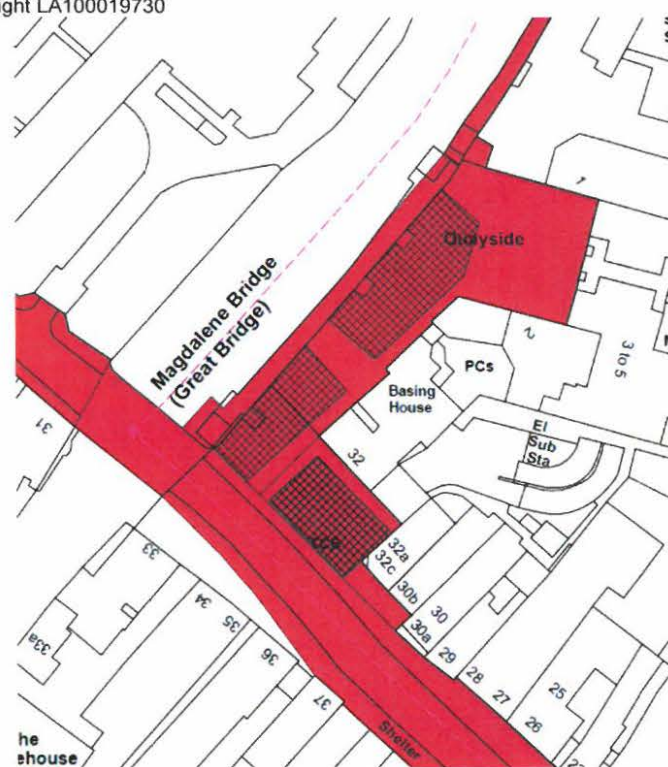 ight LA100019730
Magdalene Bridge
(Great Bridge)
Cholyside
1
2
3 to 5
PCs
Basing
House
El
Sub
Sta
32
32a
32c
30b
30
30a
29
28
27
26
25
31
33
33a
34
35
36
37
Shelter
he
ehouse